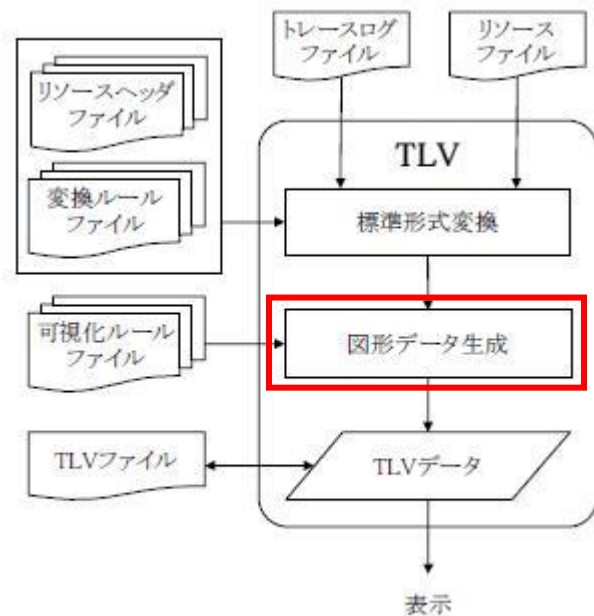 トレースログ
ファイル
リソース
ファイル
リソースヘッダ
ファイル
TLV
変換ルール
ファイル
標準形式変換
可視化ルール
ファイル
図形データ生成
TLVファイル
TLVデータ
表示